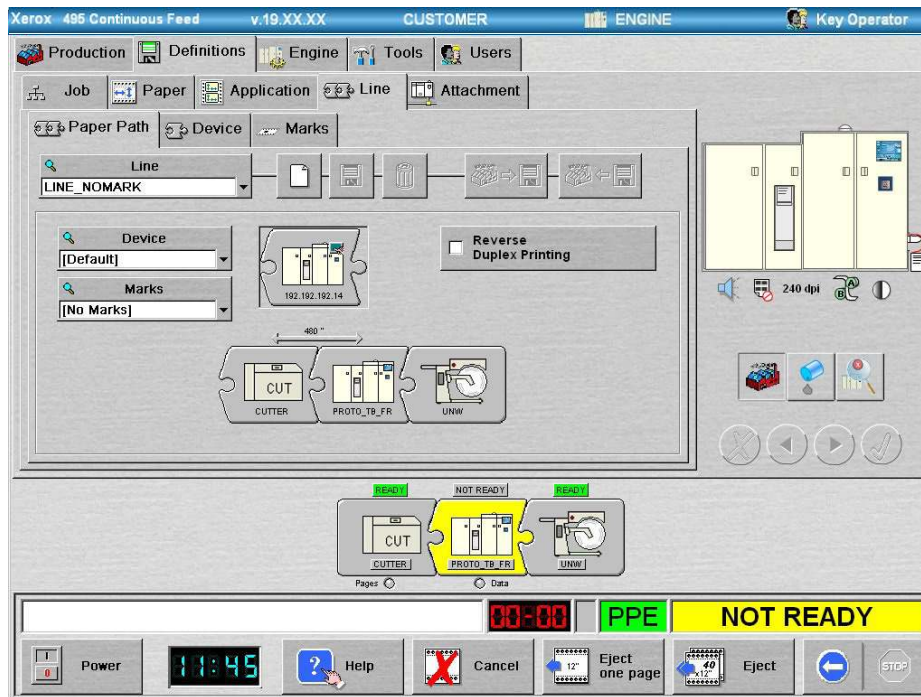 Xerox 495 Continuous Feed v.19.XX.XX CUSTOMER ENGINE Key Operator
Production Definitions Engine Tools Users
Job Paper Application Line Attachment
Paper Path Device Marks
Line
LINE_NOMARK
Device
[Default]
Marks
[No Marks]
192.192.192.14
Reverse
Duplex Printing
240 dpi
A
B
480 "
CUT
CUTTER PROTO_TB_FR UNW
READY NOT READY READY
CUT
CUTTER PROTO_TB_FR UNW
Pages Data
00-00 PPE NOT READY
Power 11:45 ? Help Cancel 12" Eject one page 40 x12" Eject STOP